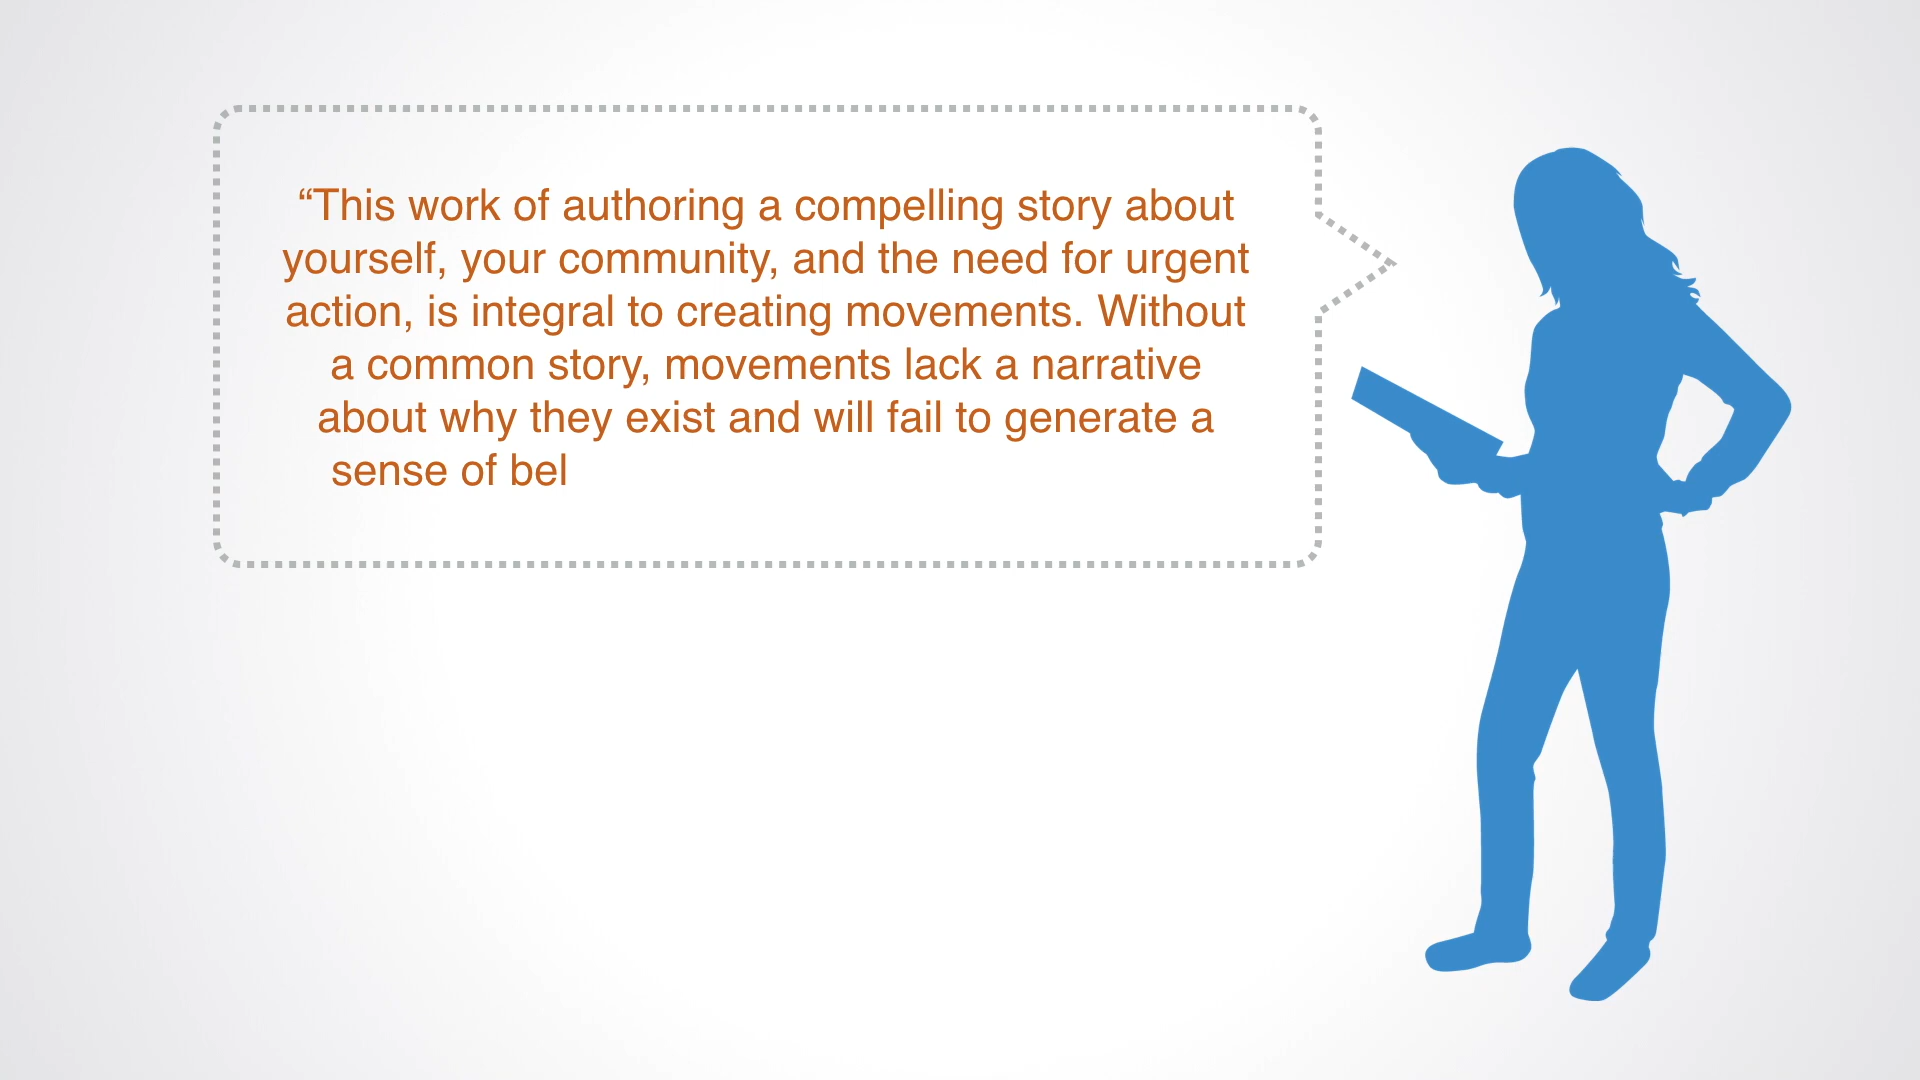 “This work of authoring a compelling story about
yourself, your community, and the need for urgent
action, is integral to creating movements. Without
a common story, movements lack a narrative
about why they exist and will fail to generate a
sense of bel